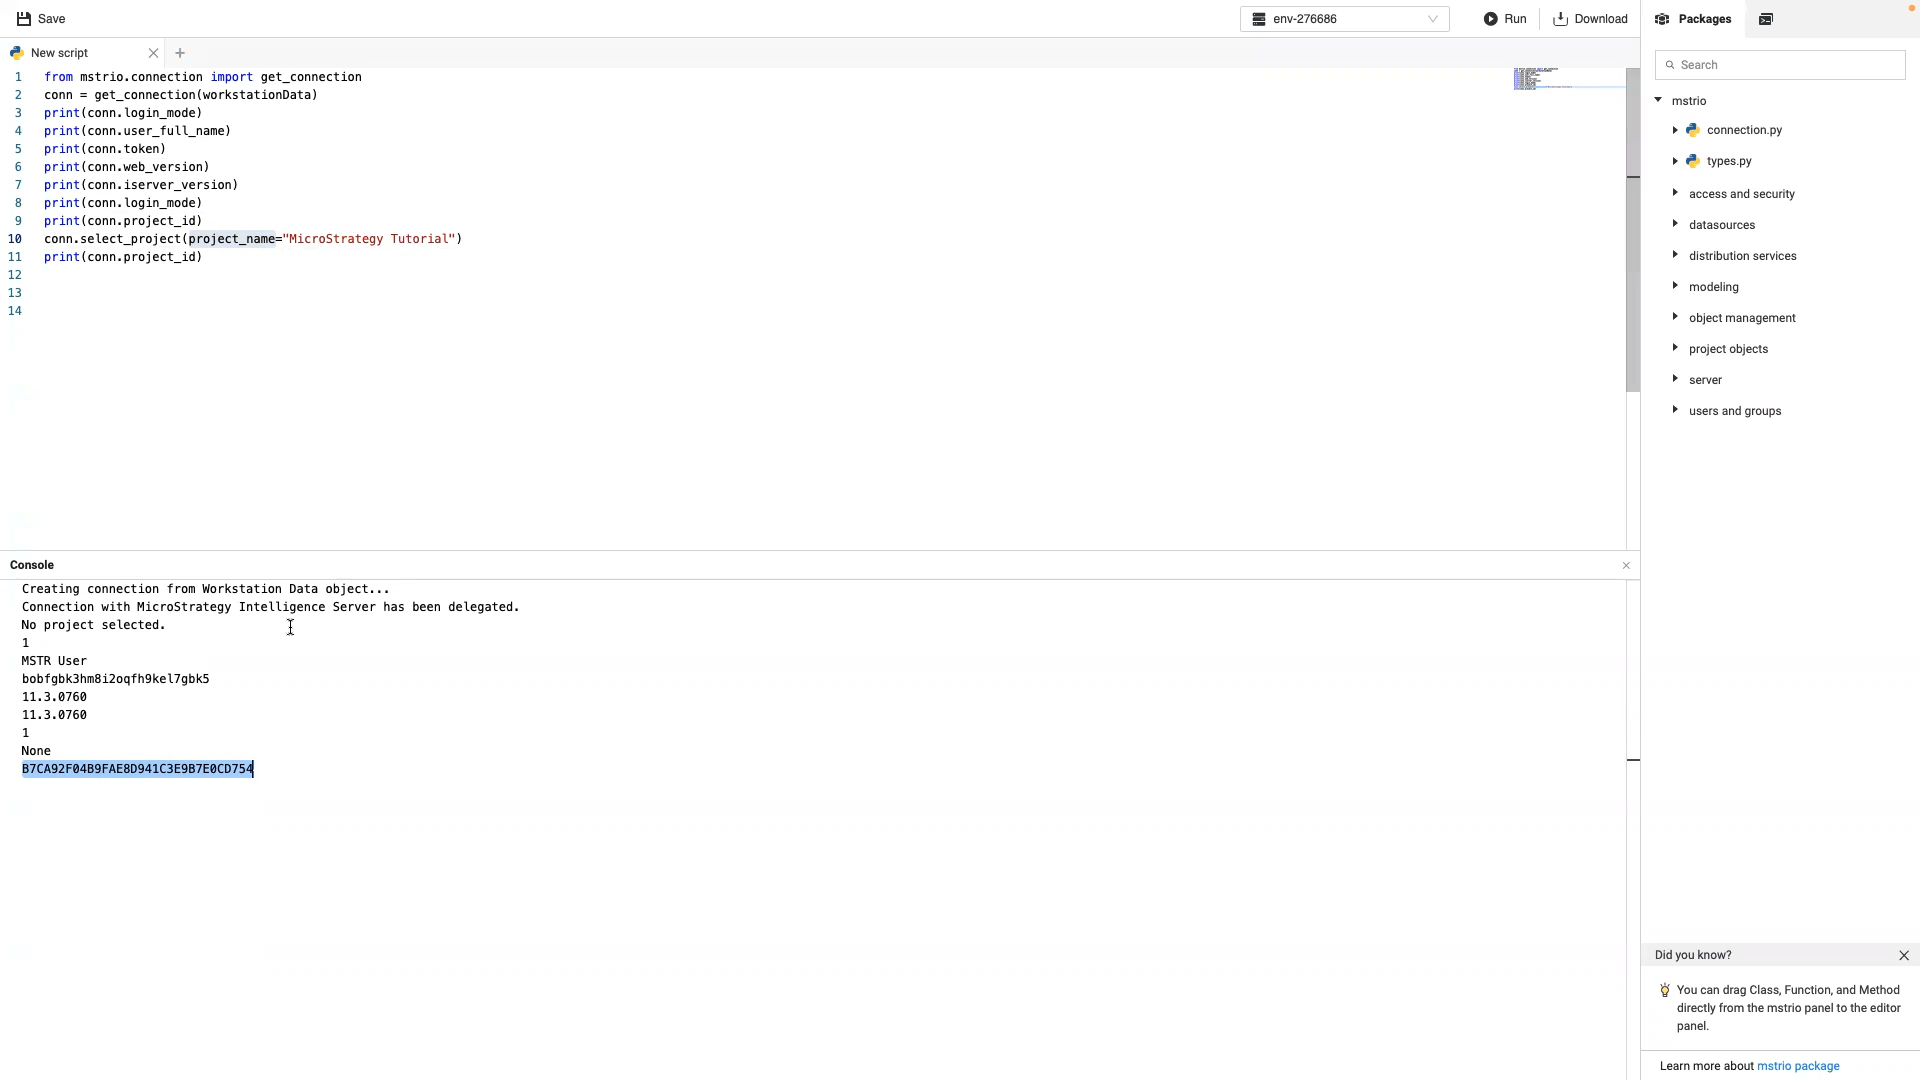 Save
env-276686
Run
Download
Packages
New script
1 from mstrio.connection import get_connection
2 conn = get_connection(workstationData)
3 print(conn.login_mode)
4 print(conn.user_full_name)
5 print(conn.token)
6 print(conn.web_version)
7 print(conn.iserver_version)
8 print(conn.login_mode)
9 print(conn.project_id)
10 conn.select_project(project_name="MicroStrategy Tutorial")
11 print(conn.project_id)
12
13
14
Console
Creating connection from Workstation Data object...
Connection with MicroStrategy Intelligence Server has been delegated.
No project selected.
1
MSTR User
bobfgbk3hm8i2oqfh9kel7gbk5
11.3.0760
11.3.0760
1
None
B7CA92F04B9FAE8D941C3E9B7E0CD754
Search
mstrio
connection.py
types.py
access and security
datasources
distribution services
modeling
object management
project objects
server
users and groups
Did you know?
You can drag Class, Function, and Method
directly from the mstrio panel to the editor
panel.
Learn more about mstrio package